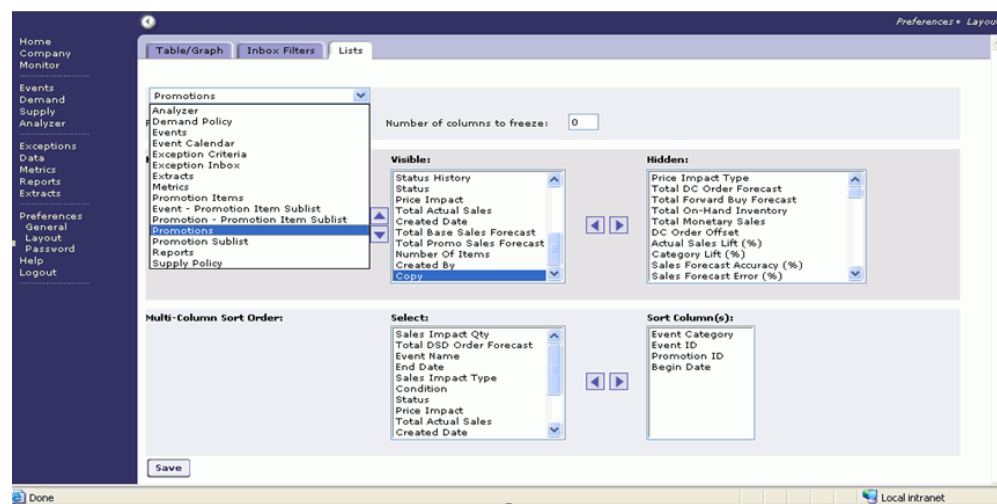 Preferences • Layou
Home
Company
Monitor
Events
Demand
Supply
Analyzer
Exceptions
Data
Metrics
Reports
Extracts
Preferences
General
Layout
Password
Help
Logout
Table/Graph
Inbox Filters
Lists
Promotions
Analyzer
Demand Policy
Events
Event Calendar
Exception Criteria
Exception Inbox
Extracts
Metrics
Promotion Items
Event - Promotion Item Sublist
Promotion - Promotion Item Sublist
Promotions
Promotion Sublist
Reports
Supply Policy
Number of columns to freeze: 0
Visible:
Status History
Status
Price Impact
Total Actual Sales
Created Date
Total Base Sales Forecast
Total Promo Sales Forecast
Number Of Items
Created By
Copy
Hidden:
Price Impact Type
Total DC Order Forecast
Total Forward Buy Forecast
Total On-Hand Inventory
Total Monetary Sales
DC Order Offset
Actual Sales Lift (%)
Category Lift (%)
Sales Forecast Accuracy (%)
Sales Forecast Error (%)
Multi-Column Sort Order:
Select:
Sales Impact Qty
Total DSD Order Forecast
Event Name
End Date
Sales Impact Type
Condition
Status
Price Impact
Total Actual Sales
Created Date
Sort Column(s):
Event Category
Event ID
Promotion ID
Begin Date
Save
Done
Local intranet